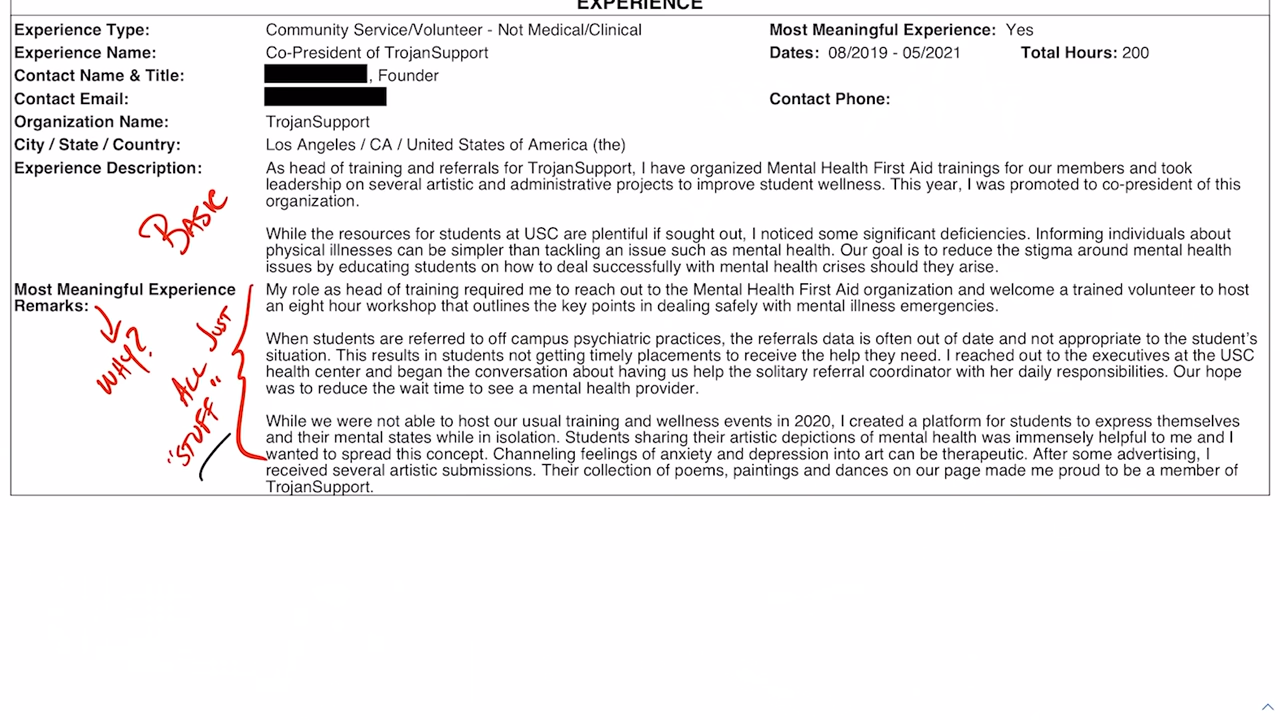 EXPERIENCE
Experience Type: Community Service/Volunteer - Not Medical/Clinical Most Meaningful Experience: Yes
Experience Name: Co-President of TrojanSupport Dates: 08/2019 - 05/2021 Total Hours: 200
Contact Name & Title: , Founder
Contact Email: Contact Phone:
Organization Name: TrojanSupport
City / State / Country: Los Angeles / CA / United States of America (the)
Experience Description: As head of training and referrals for TrojanSupport, I have organized Mental Health First Aid trainings for our members and took
leadership on several artistic and administrative projects to improve student wellness. This year, I was promoted to co-president of this
organization.
BASIC
While the resources for students at USC are plentiful if sought out, I noticed some significant deficiencies. Informing individuals about
physical illnesses can be simpler than tackling an issue such as mental health. Our goal is to reduce the stigma around mental health
issues by educating students on how to deal successfully with mental health crises should they arise.
Most Meaningful Experience My role as head of training required me to reach out to the Mental Health First Aid organization and welcome a trained volunteer to host
Remarks: an eight hour workshop that outlines the key points in dealing safely with mental illness emergencies.
WHY?
ALL JUST
"STUFF"
When students are referred to off campus psychiatric practices, the referrals data is often out of date and not appropriate to the student's
situation. This results in students not getting timely placements to receive the help they need. I reached out to the executives at the USC
health center and began the conversation about having us help the solitary referral coordinator with her daily responsibilities. Our hope
was to reduce the wait time to see a mental health provider.
While we were not able to host our usual training and wellness events in 2020, I created a platform for students to express themselves
and their mental states while in isolation. Students sharing their artistic depictions of mental health was immensely helpful to me and I
wanted to spread this concept. Channeling feelings of anxiety and depression into art can be therapeutic. After some advertising, I
received several artistic submissions. Their collection of poems, paintings and dances on our page made me proud to be a member of
TrojanSupport.